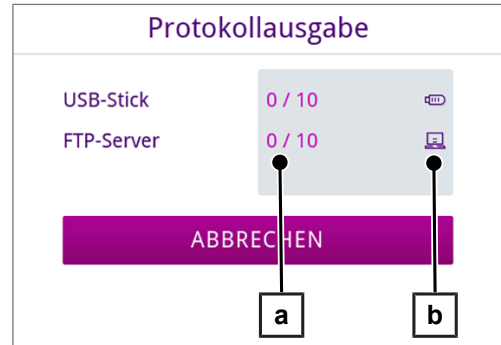 Protokollausgabe
USB-Stick 0 / 10
FTP-Server 0 / 10
ABBRECHEN
a b